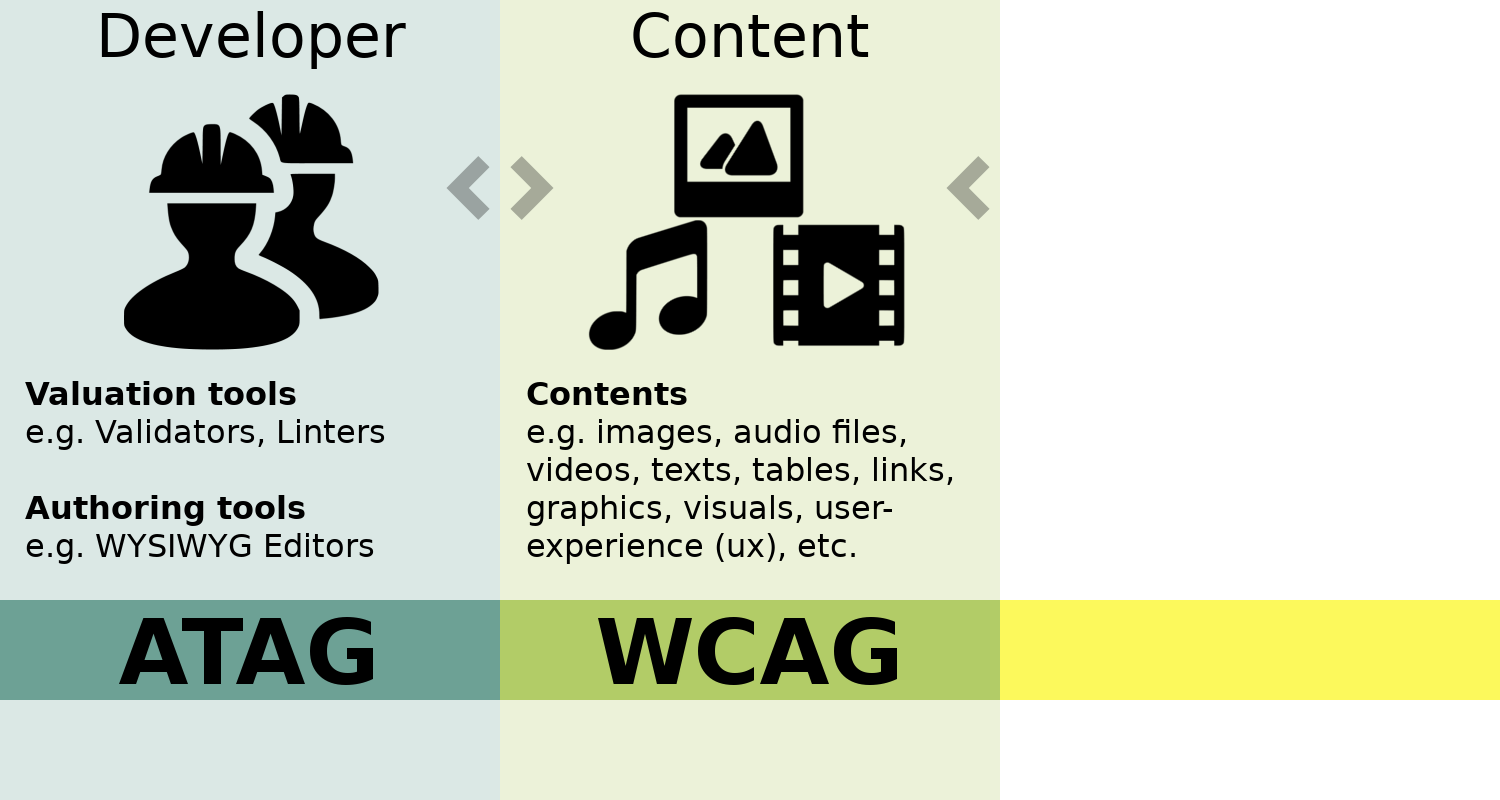 Developer
Content
Valuation tools
e.g. Validators, Linters
Authoring tools
e.g. WYSIWYG Editors
Contents
e.g. images, audio files,
videos, texts, tables, links,
graphics, visuals, user-
experience (ux), etc.
ATAG
WCAG